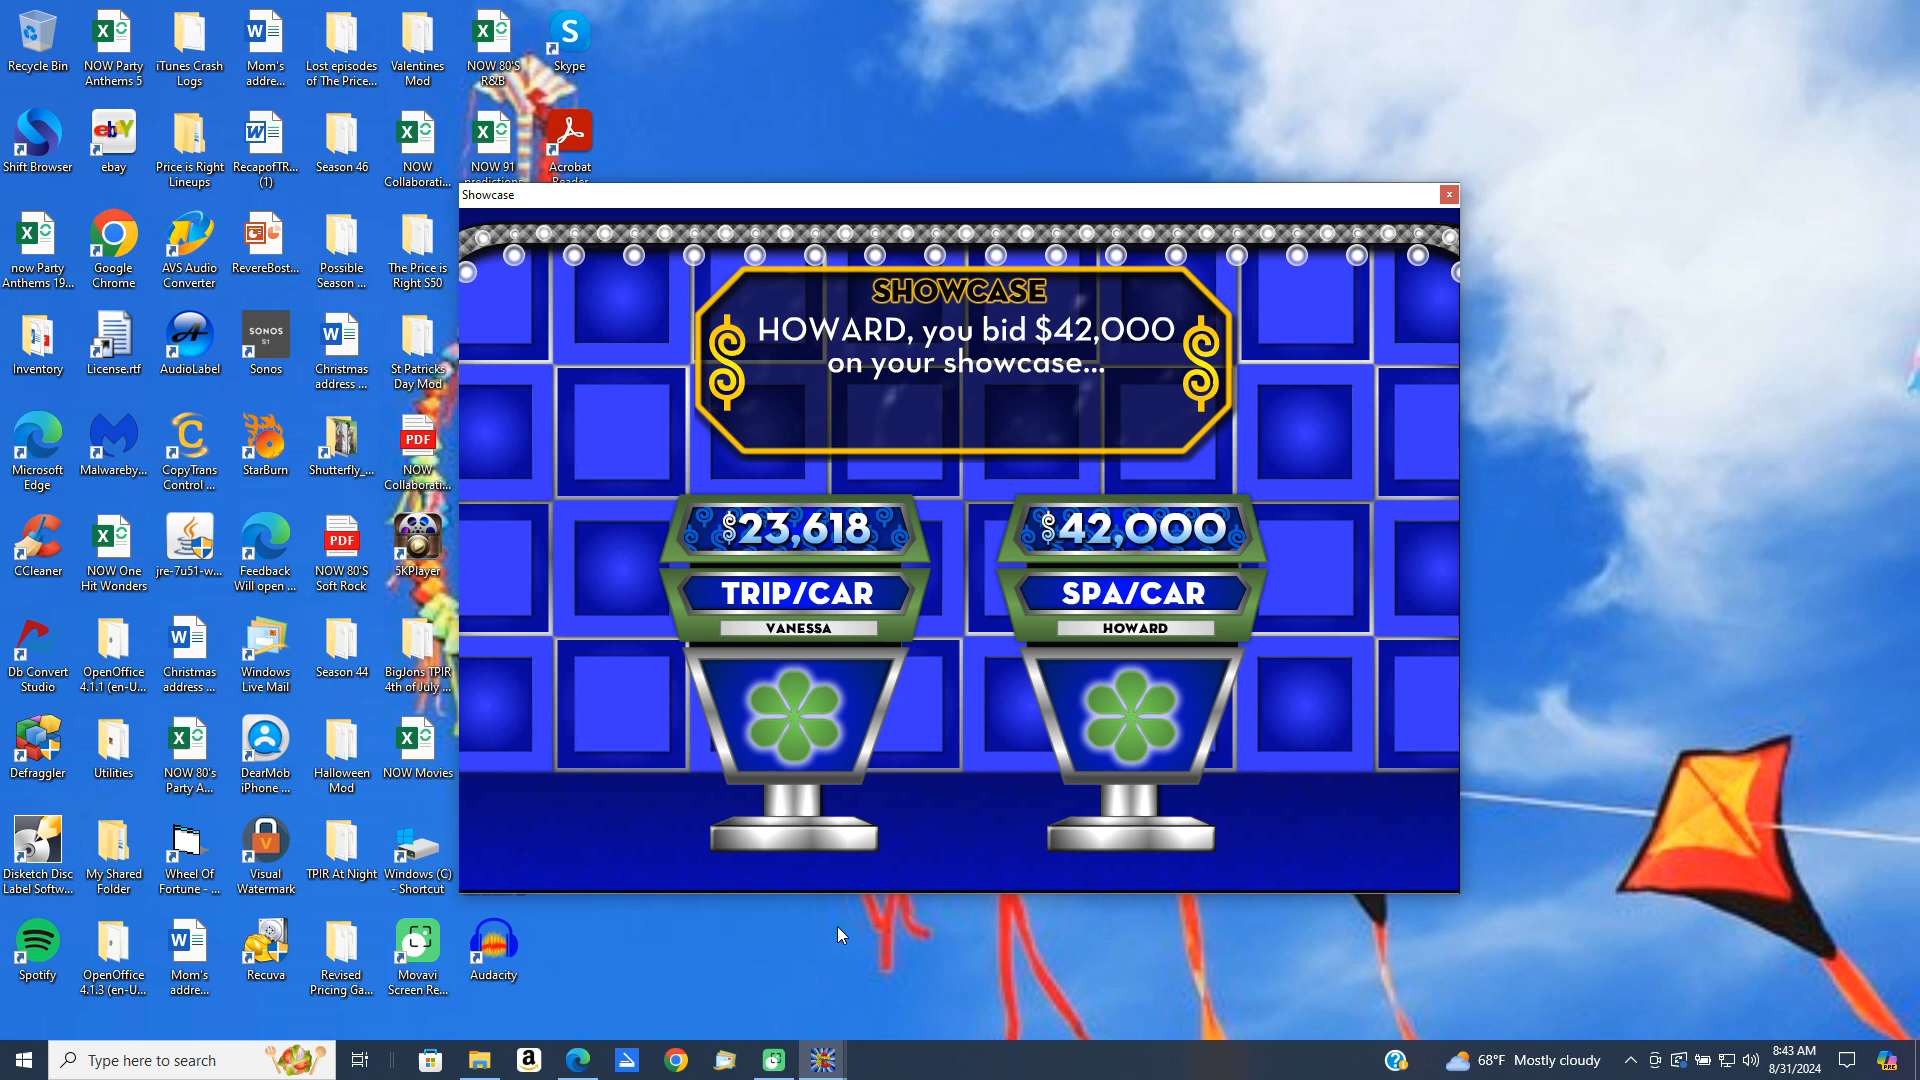 Recycle Bin
NOW Party
Anthems 5
iTunes Crash
Logs
Mom's
addre...
Lost episodes
of The Price...
Valentines
Mod
NOW 80'S
R&B
Skype
Shift Browser
ebay
Price is Right
Lineups
RecapofTR...
(1)
Season 46
NOW
Collaborati...
NOW 91
predictions
Acrobat
Reader
now Party
Anthems 19...
Google
Chrome
AVS Audio
Converter
RevereBost...
Possible
Season ...
The Price is
Right S50
Inventory
License.rtf
AudioLabel
SONOS
S1
Sonos
Christmas
address ...
St Patricks
Day Mod
Microsoft
Edge
Malwareby...
CopyTrans
Control ...
StarBurn
Shutterfly_...
PDF
NOW
Collaborati...
CCleaner
NOW One
Hit Wonders
jre-7u51-w...
Feedback
Will open ...
PDF
NOW 80'S
Soft Rock
5KPlayer
Db Convert
Studio
OpenOffice
4.1.1 (en-U...
Christmas
address ...
Windows
Live Mail
Season 44
BigJons TPIR
4th of July ...
Defraggler
Utilities
NOW 80's
Party A...
DearMob
iPhone ...
Halloween
Mod
NOW Movies
Disketch Disc
Label Softw...
My Shared
Folder
Wheel Of
Fortune - ...
Visual
Watermark
TPIR At Night
Windows (C)
- Shortcut
Spotify
OpenOffice
4.1.3 (en-U...
Mom's
addre...
Recuva
Revised
Pricing Ga...
Movavi
Screen Re...
Audacity
Showcase
SHOWCASE
HOWARD, you bid $42,000
on your showcase...
$23,618
$42,000
TRIP/CAR
SPA/CAR
VANESSA
HOWARD
Type here to search
68°F Mostly cloudy
8:43 AM
8/31/2024